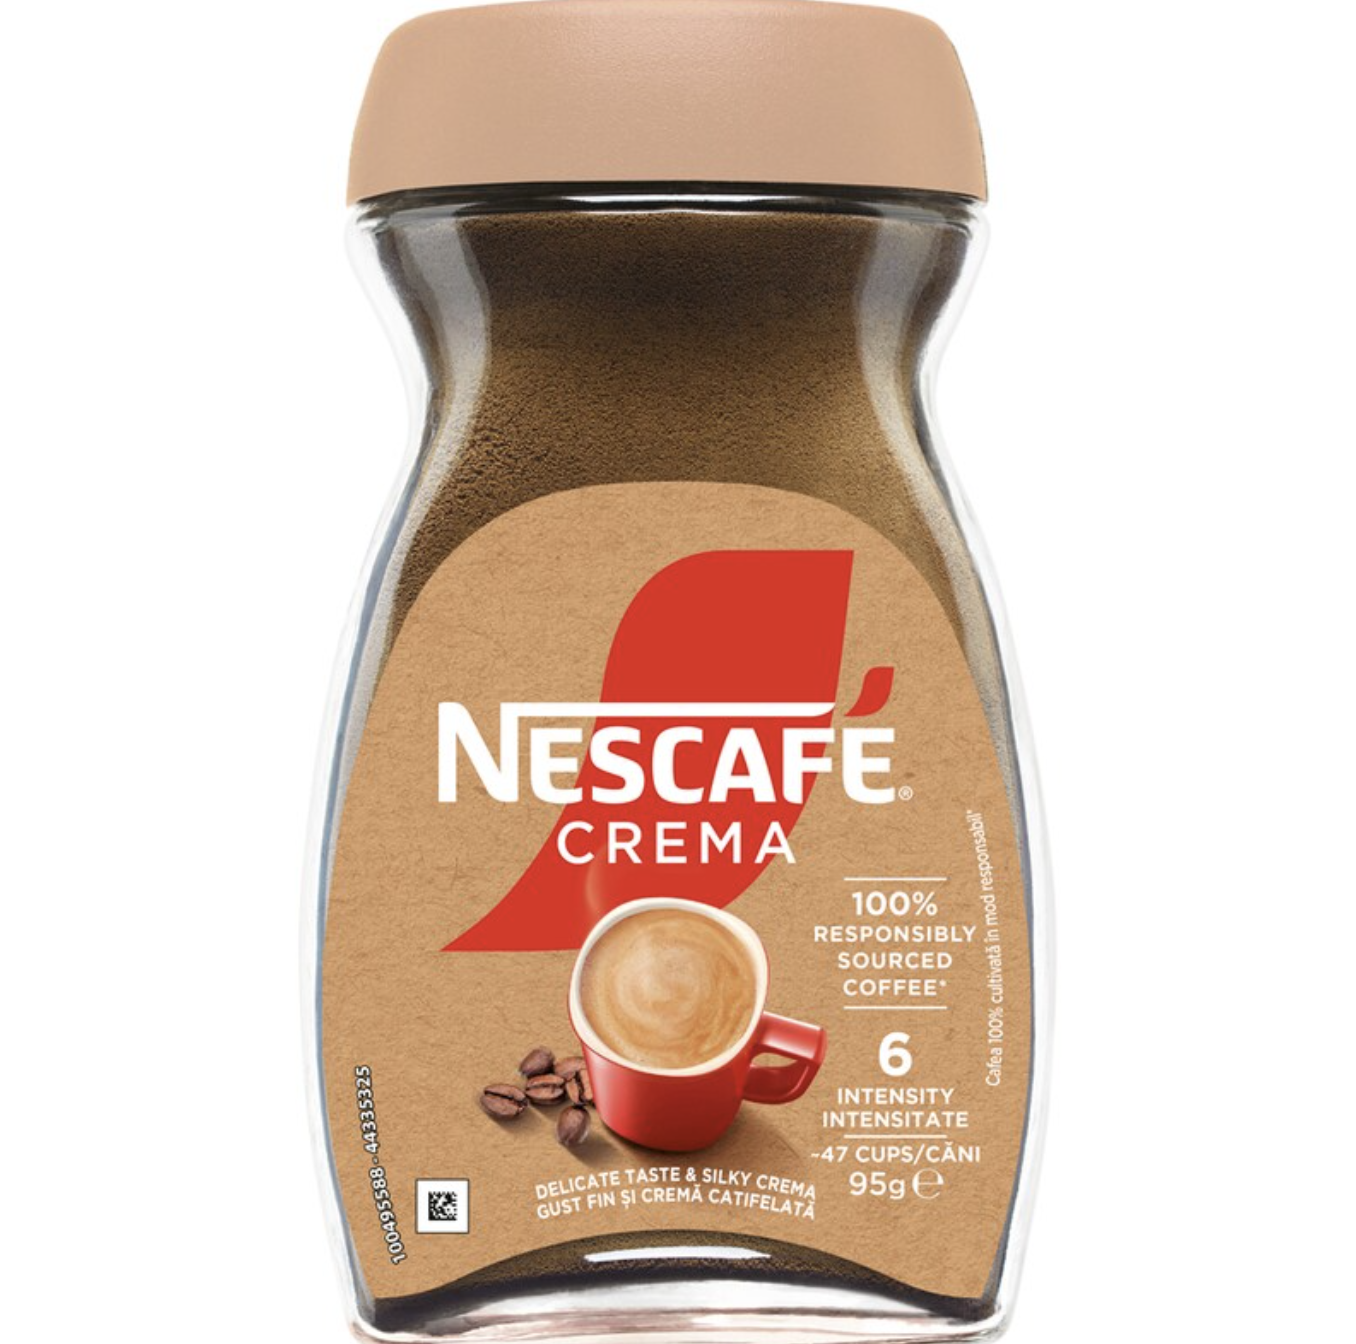 NESCAFÉ®
CREMA
100%
RESPONSIBLY
SOURCED
COFFEE*
Cafea 100% cultivată în mod responsabil*
6
INTENSITY
INTENSITATE
~47 CUPS/CĂNI
95g ℮
DELICATE TASTE & SILKY CREMA
GUST FIN ȘI CREMĂ CATIFELATĂ
100495588 - 44335325